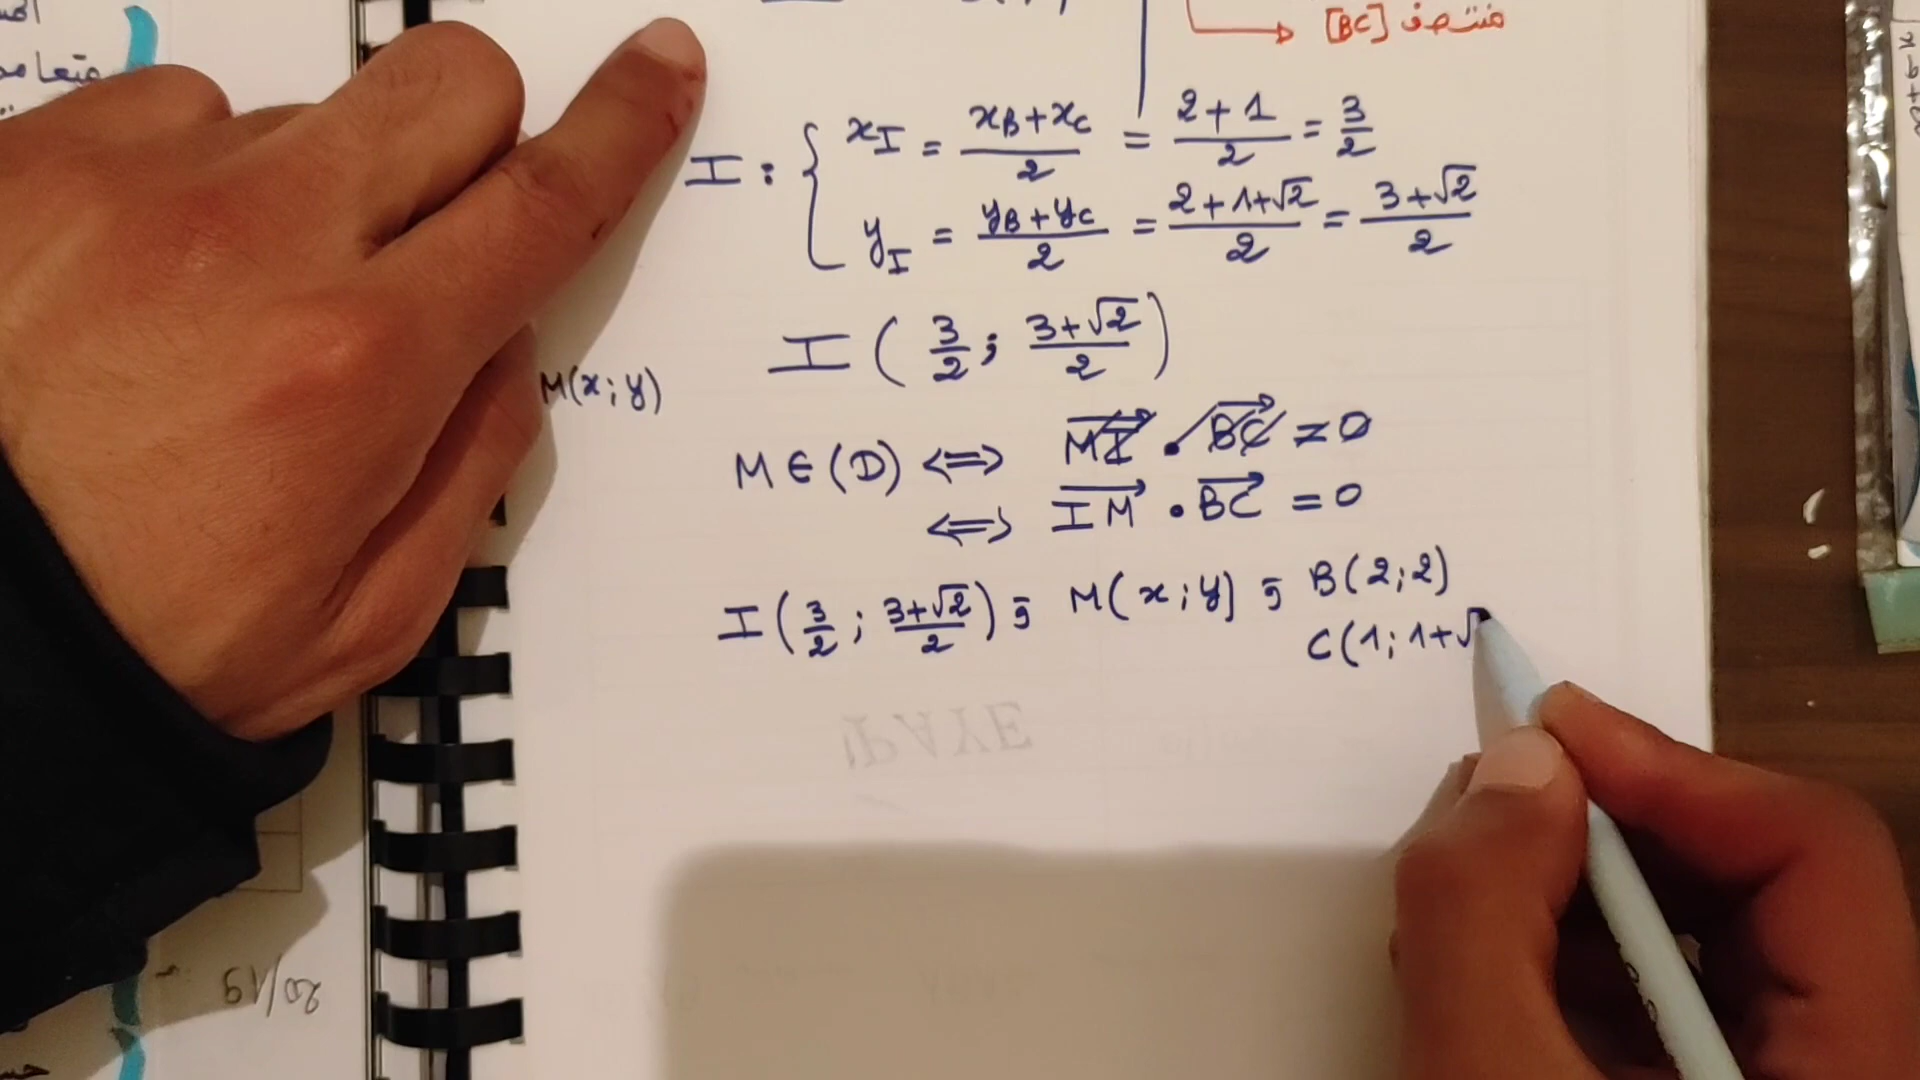 [BC] منتصف
I : { x_I = (x_B + x_C)/2 = (2+1)/2 = 3/2
y_I = (y_B + y_C)/2 = (2+1+√2)/2 = (3+√2)/2
I ( 3/2 ; (3+√2)/2 )
M(x;y)
M ∈ (D) ⟺ MI · BC = 0
⟺ IM · BC = 0
I ( 3/2 ; (3+√2)/2 ) ; M(x;y) ; B(2;2)
C(1; 1+√
2019